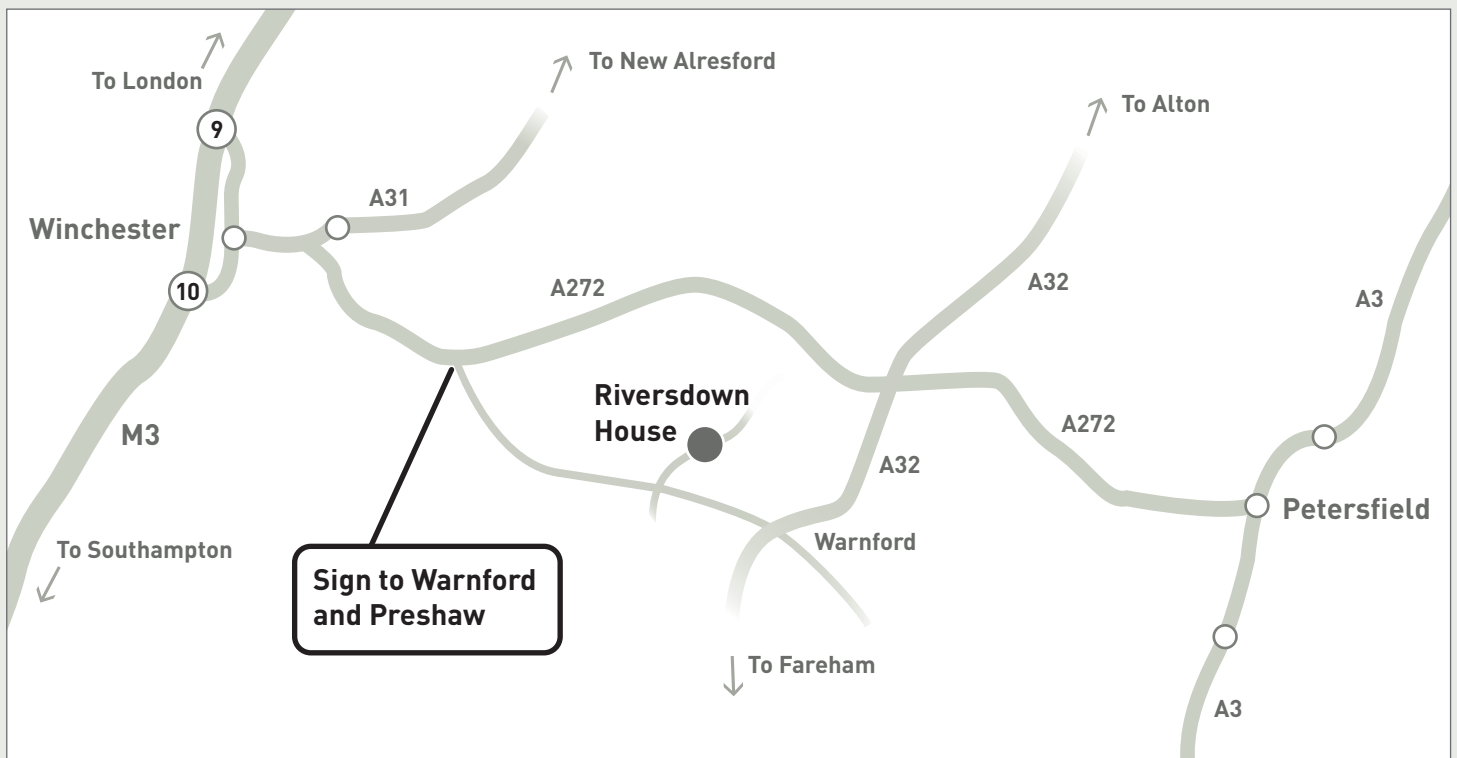 To London
To New Alresford
To Alton
9
A31
Winchester
10
A272
A32
A3
Riversdown
House
M3
A272
A32
Petersfield
To Southampton
Warnford
Sign to Warnford
and Preshaw
To Fareham
A3